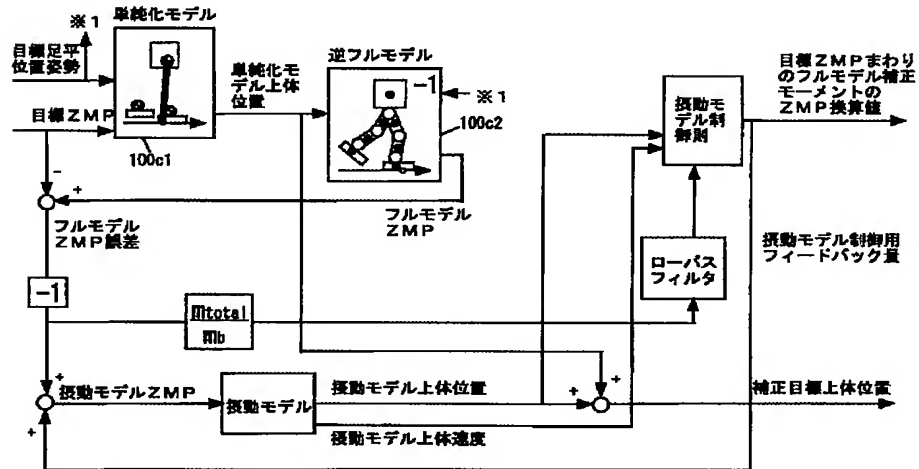 単純化モデル
※1
目標足平
位置姿勢
目標ZMP
100c1
単純化モ
デル上体
位置
逆フルモデル
-1
※1
100c2
フルモデル
ZMP
摂動モ
デル制
御則
目標ZMPまわり
のフルモデル補正
モーメントの
ZMP換算値
-
+
フルモデル
ZMP誤差
-1
mtotal
mb
ローパス
フィルタ
摂動モデル制御用
フィードバック量
+
+
摂動モデルZMP
摂動モデル
摂動モデル上体位置
摂動モデル上体速度
+
+
補正目標上体位置